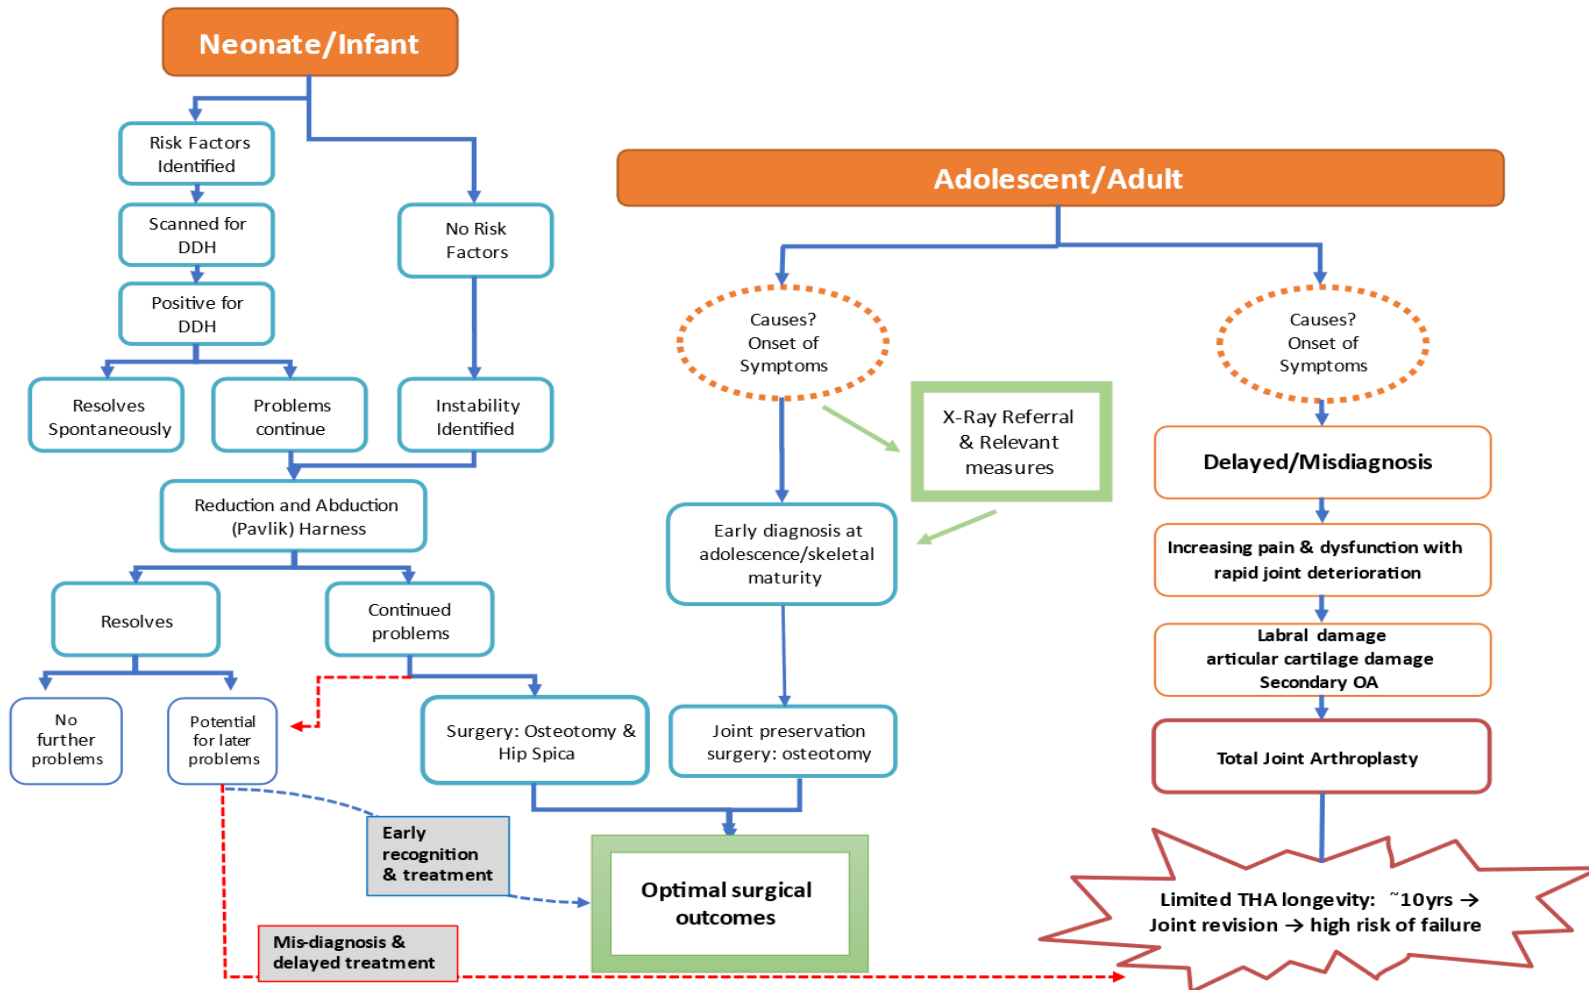 Neonate/Infant
Risk Factors
Identified
Scanned for
DDH
Positive for
DDH
No Risk
Factors
Resolves
Spontaneously
Problems
continue
Instability
Identified
Reduction and Abduction
(Pavlik) Harness
Resolves
Continued
problems
No
further
problems
Potential
for later
problems
Surgery: Osteotomy &
Hip Spica
Early
recognition
& treatment
Mis-diagnosis &
delayed treatment
Optimal surgical
outcomes
Adolescent/Adult
Causes?
Onset of
Symptoms
X-Ray Referral
& Relevant
measures
Early diagnosis at
adolescence/skeletal
maturity
Joint preservation
surgery: osteotomy
Causes?
Onset of
Symptoms
Delayed/Misdiagnosis
Increasing pain & dysfunction with
rapid joint deterioration
Labral damage
articular cartilage damage
Secondary OA
Total Joint Arthroplasty
Limited THA longevity: ~10yrs →
Joint revision → high risk of failure